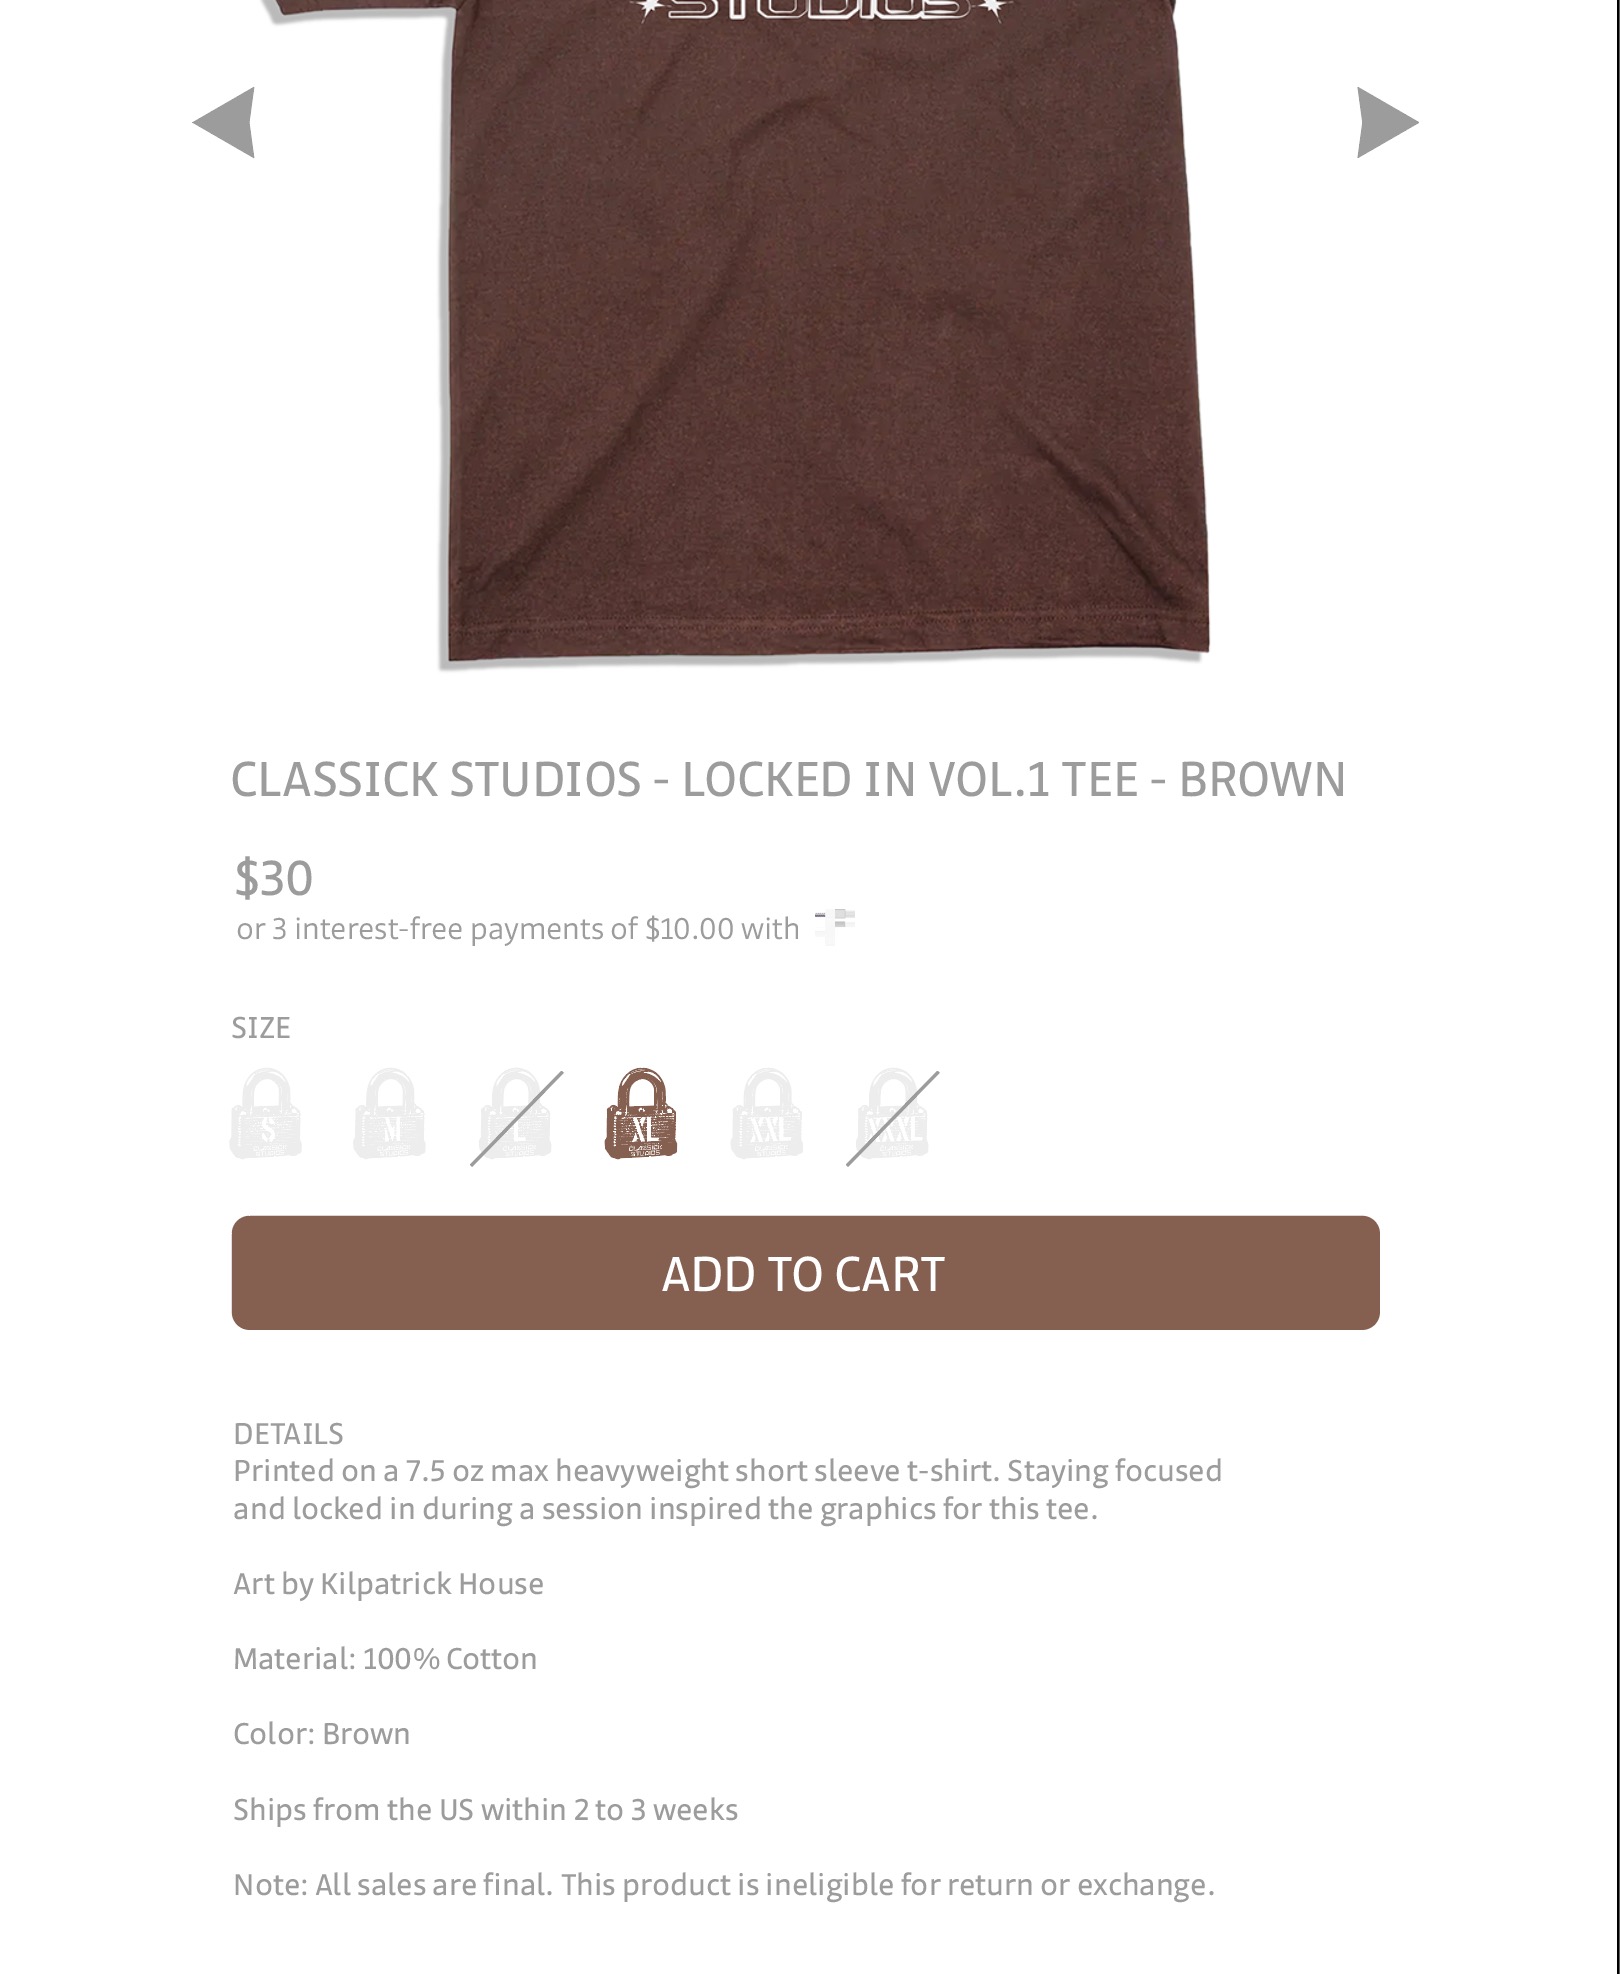 STUDIOS
CLASSICK STUDIOS - LOCKED IN VOL.1 TEE - BROWN
$30
or 3 interest-free payments of $10.00 with
SIZE
S M L XL XXL XXXL
CLASSICK
STUDIOS
ADD TO CART
DETAILS
Printed on a 7.5 oz max heavyweight short sleeve t-shirt. Staying focused
and locked in during a session inspired the graphics for this tee.
Art by Kilpatrick House
Material: 100% Cotton
Color: Brown
Ships from the US within 2 to 3 weeks
Note: All sales are final. This product is ineligible for return or exchange.